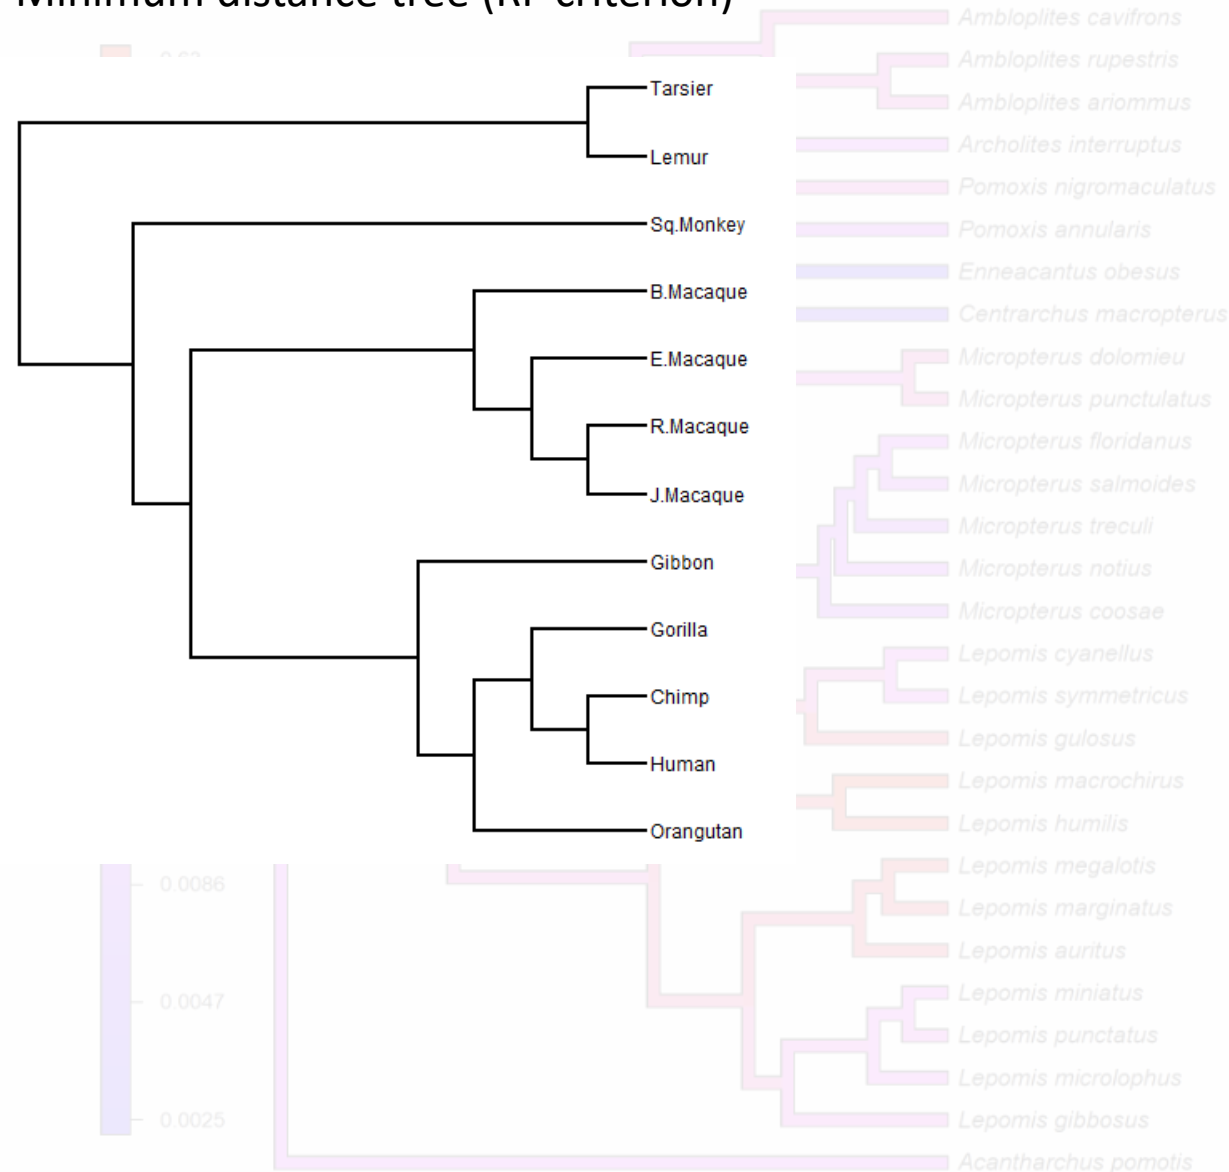 Minimum distance tree (RF criterion)
Ambloplites cavifrons
0.63
Ambloplites rupestris
Tarsier
Ambloplites ariommus
Archolites interruptus
Lemur
Pomoxis nigromaculatus
Sq.Monkey
Pomoxis annularis
Enneacantus obesus
B.Macaque
Centrarchus macropterus
E.Macaque
Micropterus dolomieu
Micropterus punctulatus
R.Macaque
Micropterus floridanus
Micropterus salmoides
J.Macaque
Micropterus treculi
Gibbon
Micropterus notius
Micropterus coosae
Gorilla
Lepomis cyanellus
Chimp
Lepomis symmetricus
Lepomis gulosus
Human
Lepomis macrochirus
Lepomis humilis
Orangutan
Lepomis megalotis
0.0086
Lepomis marginatus
Lepomis auritus
Lepomis miniatus
0.0047
Lepomis punctatus
Lepomis microlophus
Lepomis gibbosus
0.0025
Acantharchus pomotis